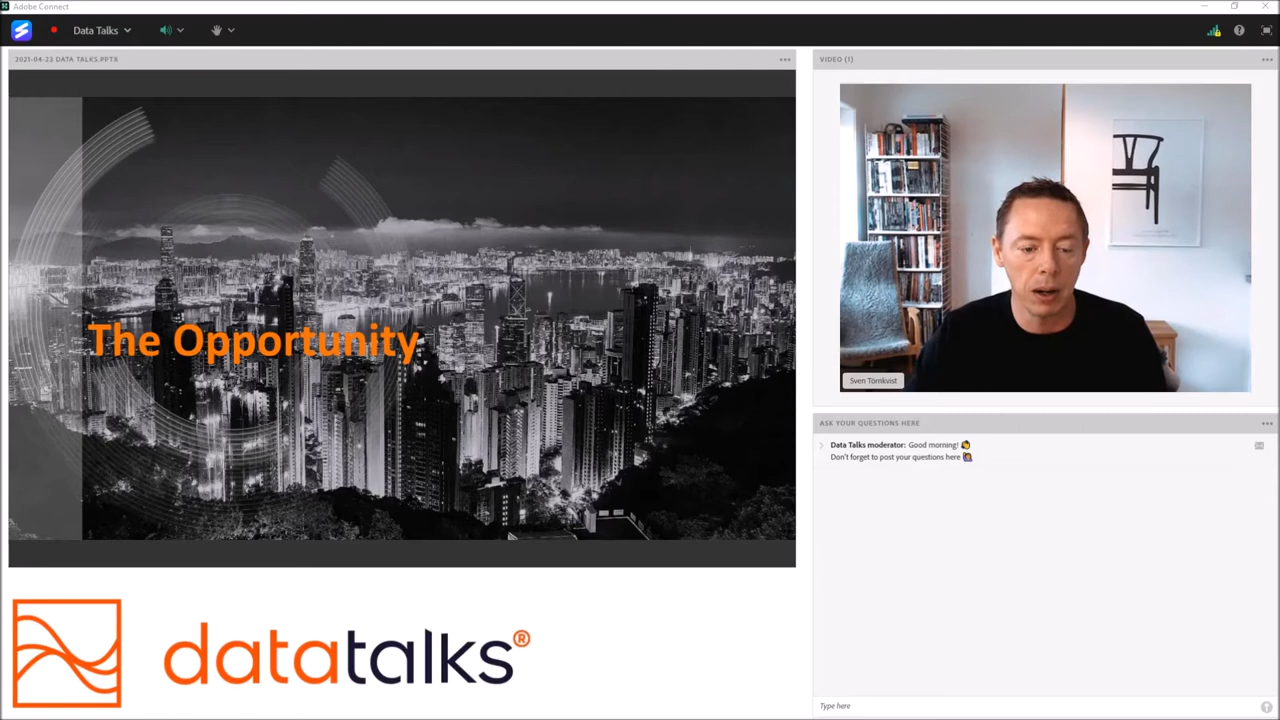 Adobe Connect
Data Talks
2021-04-23 DATA TALKS.PPTX
The Opportunity
datatalks®
VIDEO (1)
Sven Törnkvist
ASK YOUR QUESTIONS HERE
Data Talks moderator: Good morning!
Don't forget to post your questions here
Type here